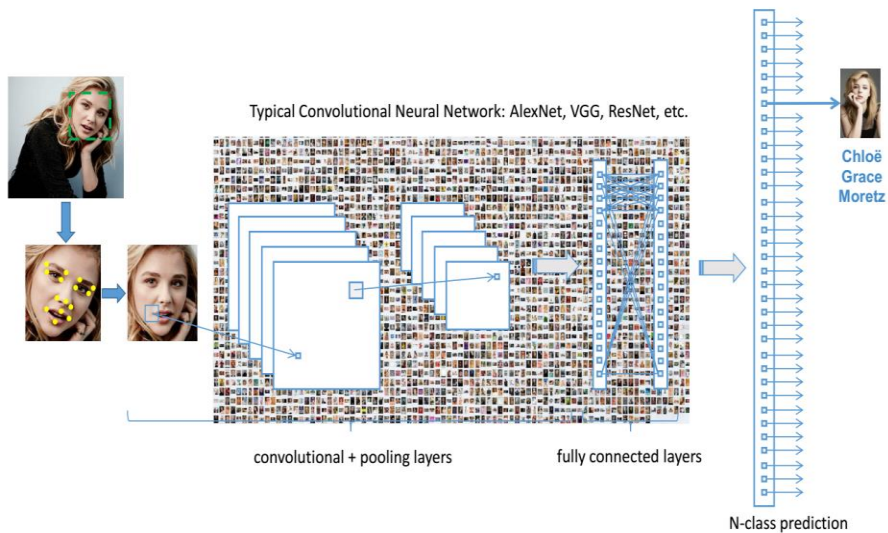 Typical Convolutional Neural Network: AlexNet, VGG, ResNet, etc.
Chloë
Grace
Moretz
convolutional + pooling layers
fully connected layers
N-class prediction